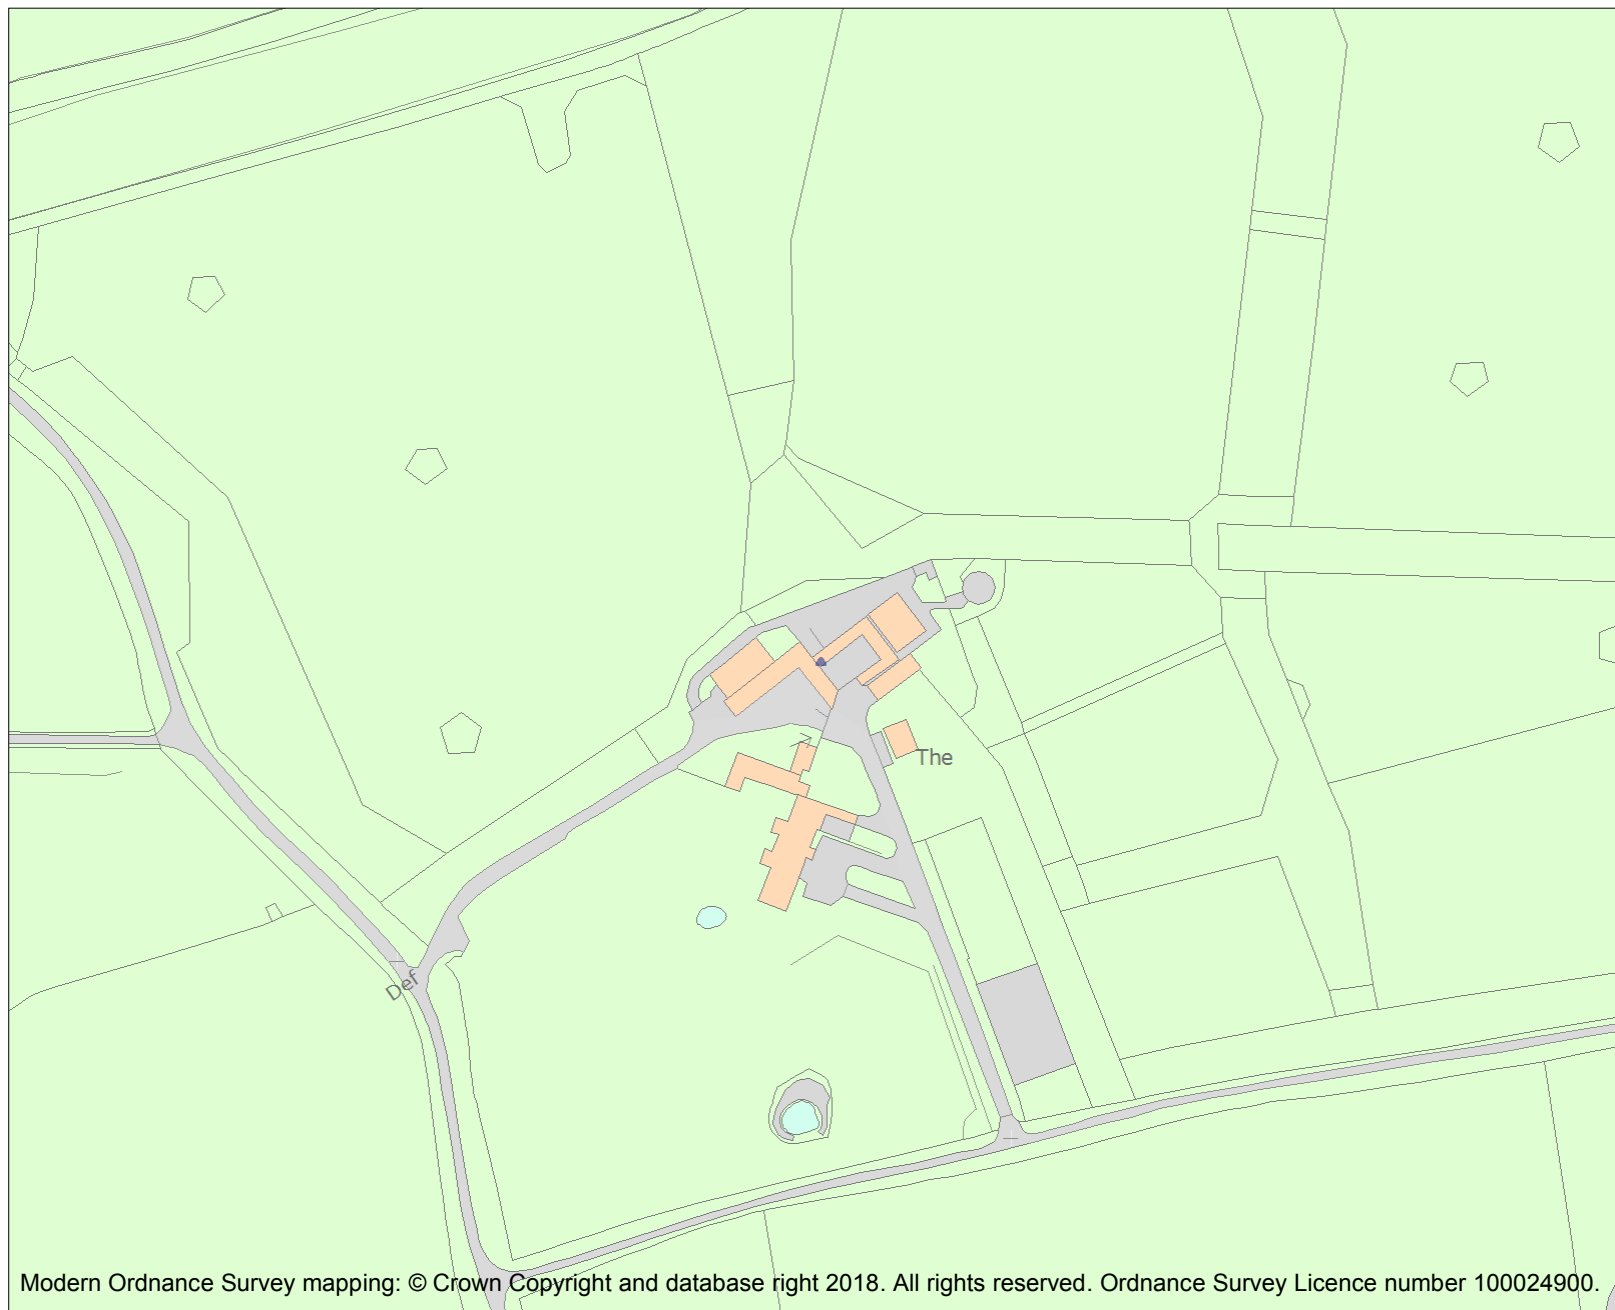 The
Def
Modern Ordnance Survey mapping: © Crown Copyright and database right 2018. All rights reserved. Ordnance Survey Licence number 100024900.